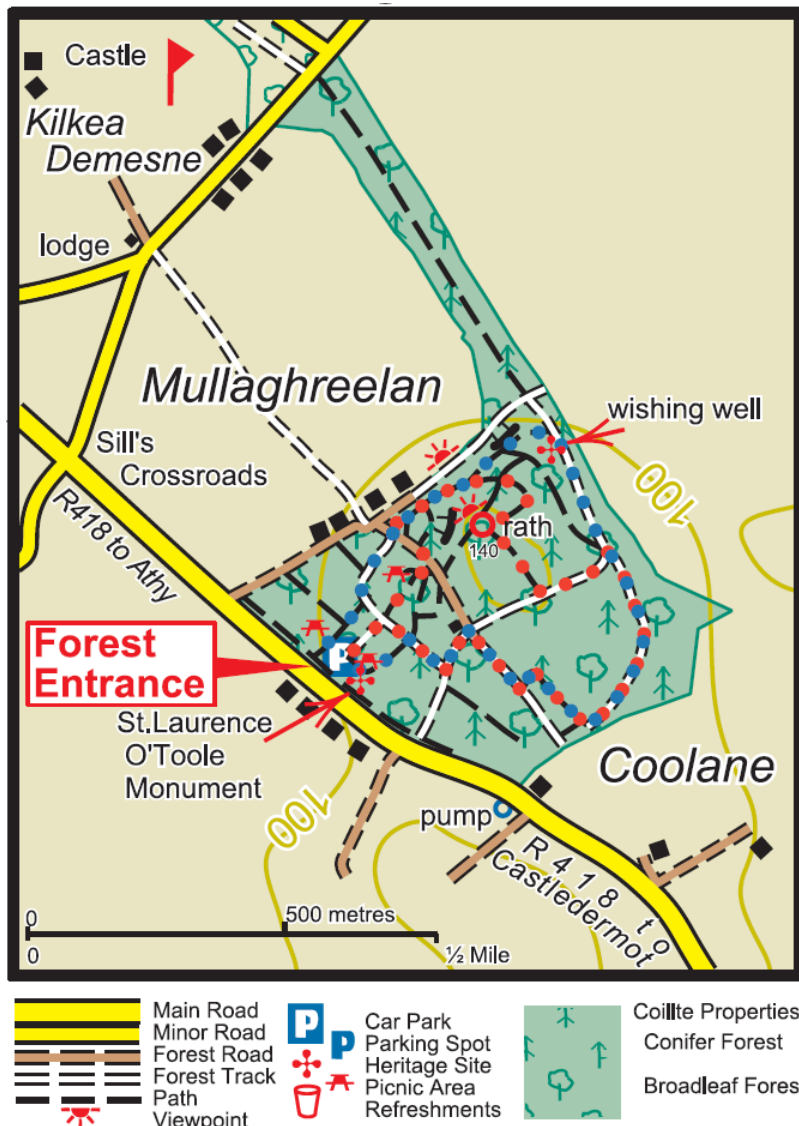 Castle
Kilkea
Demesne
lodge
Mullaghreelan
wishing well
Sill's
Crossroads
100
R418 to Athy
rath
140
Forest
Entrance
P
St.Laurence
O'Toole
Monument
Coolane
100
pump
R418 to
Castledermot
0
500 metres
0
½ Mile
Main Road
Minor Road
Forest Road
Forest Track
Path
Viewpoint
P
P
Car Park
Parking Spot
Heritage Site
Picnic Area
Refreshments
Coillte Properties
Conifer Forest
Broadleaf Fores